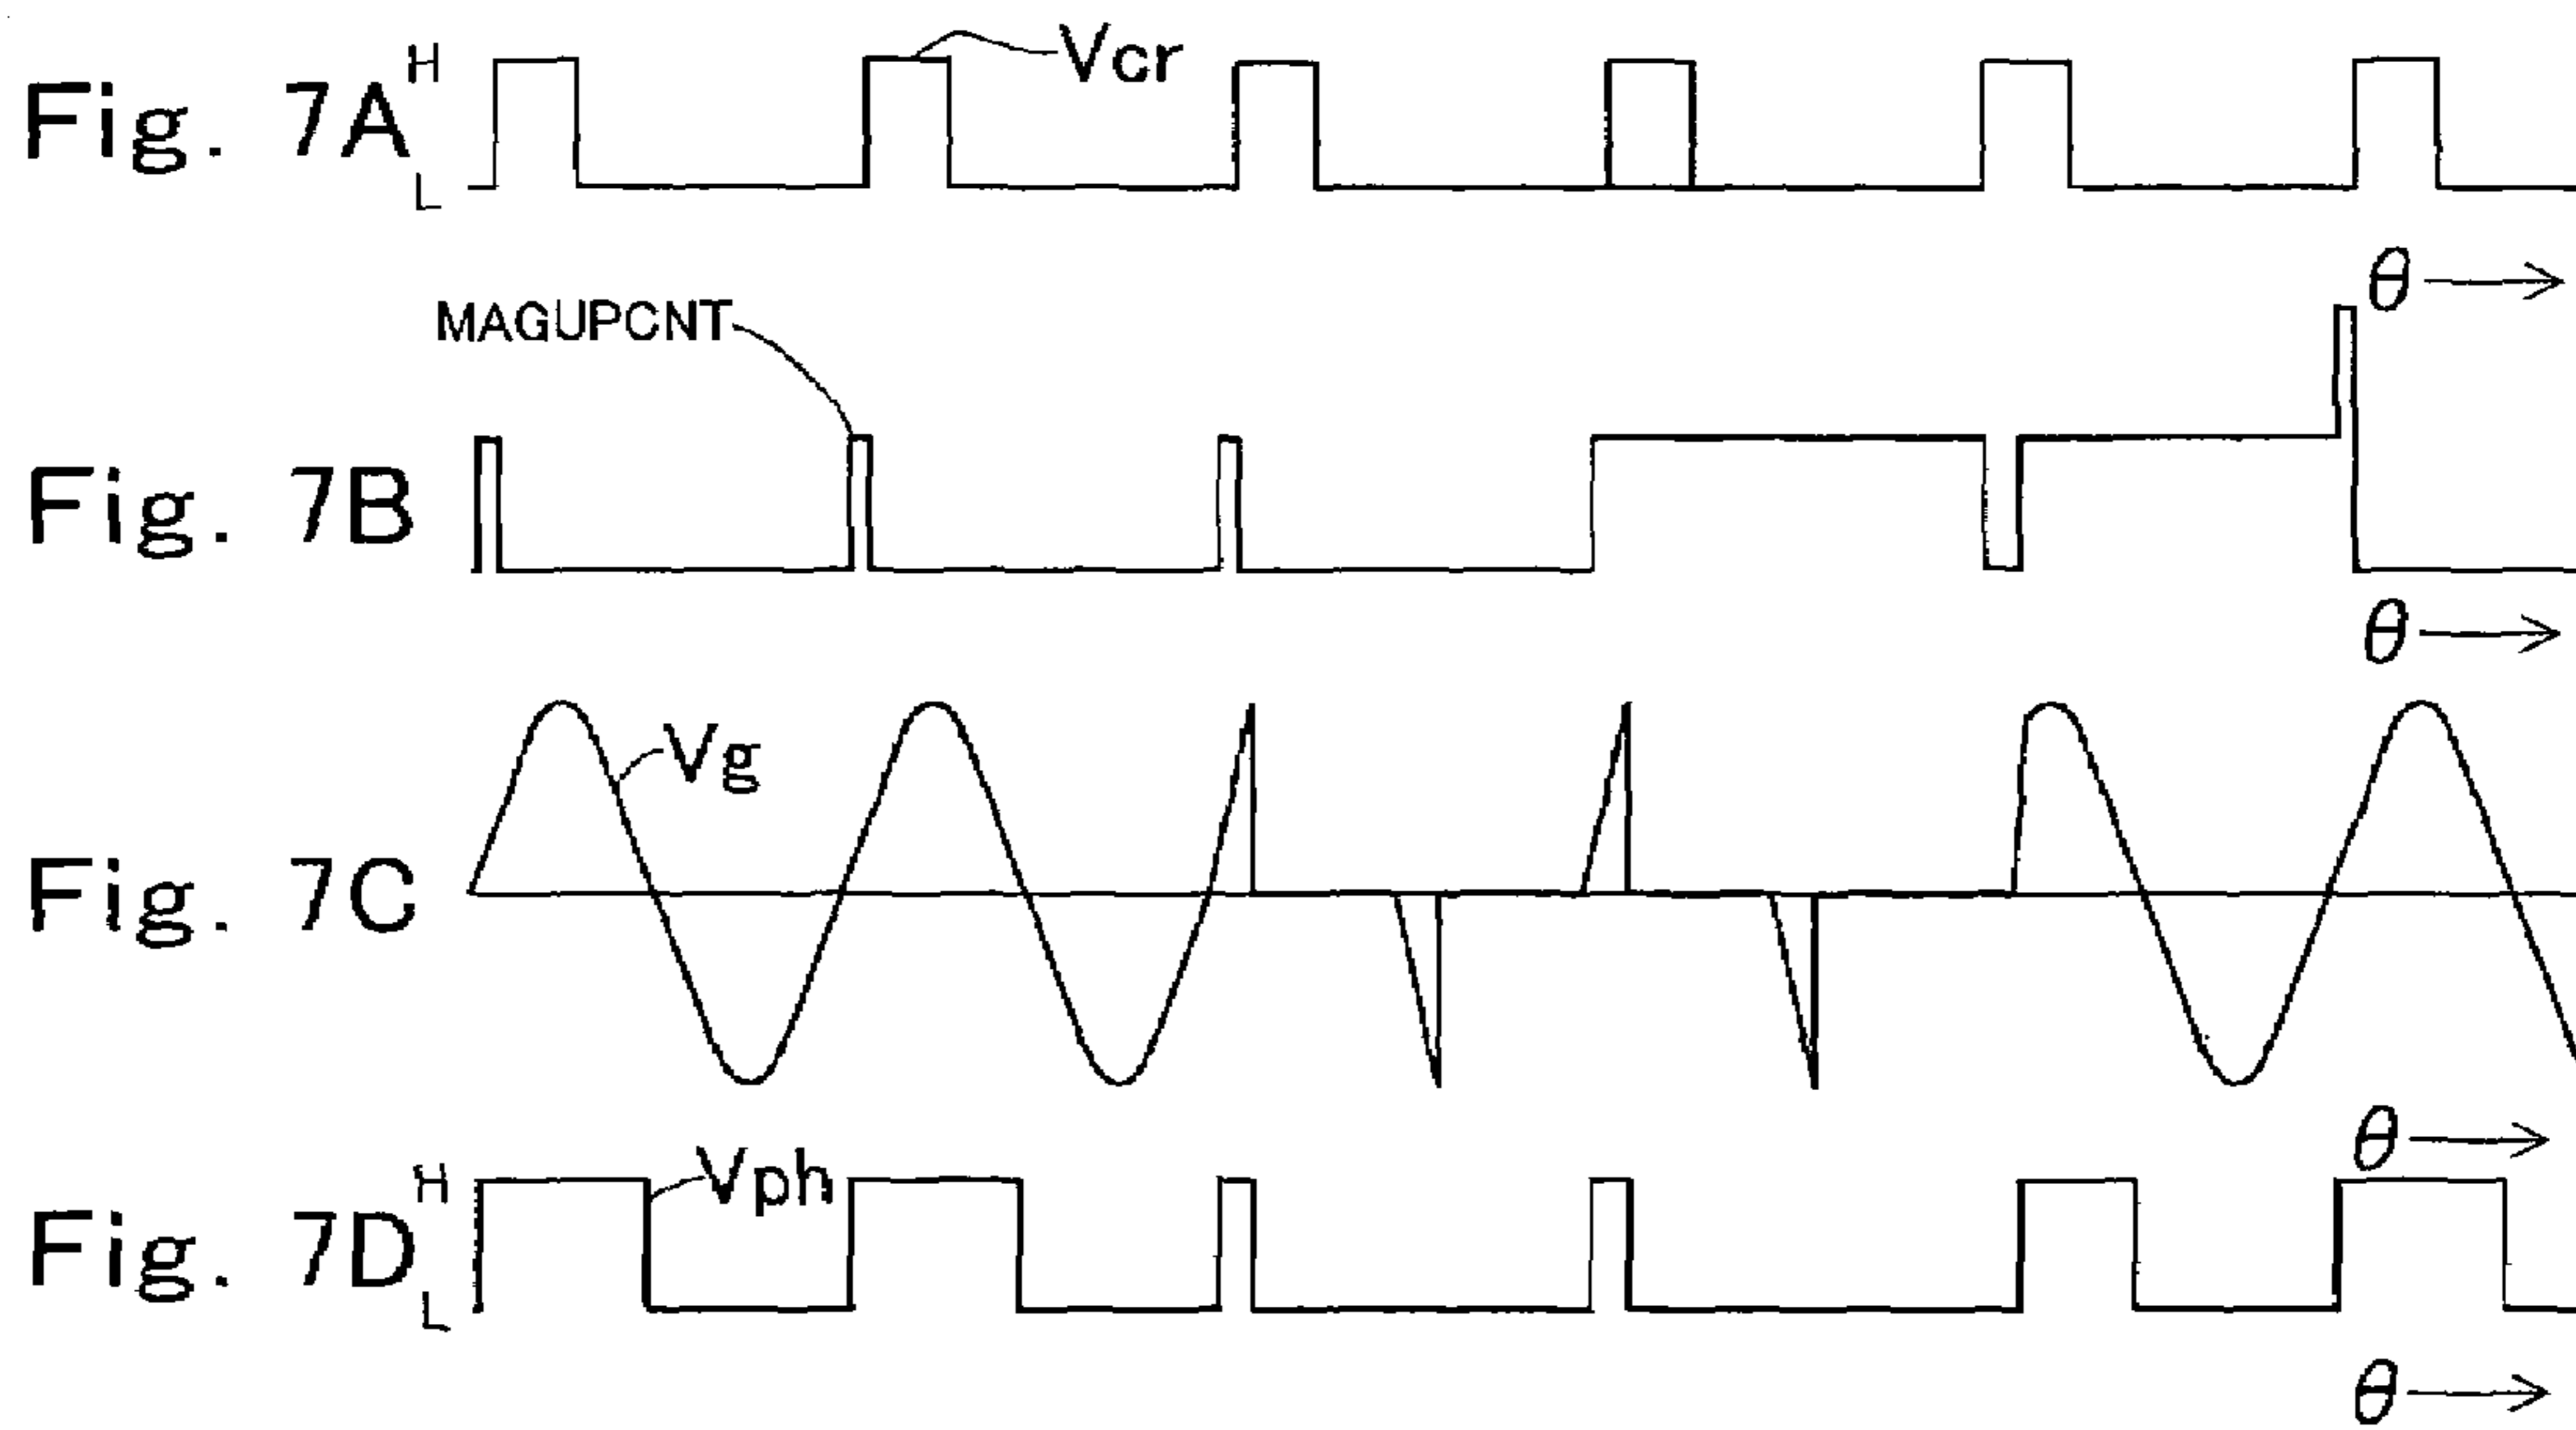 Fig. 7A
H
L
Vcr
θ
MAGUPCNT
Fig. 7B
θ
Vg
Fig. 7C
θ
Fig. 7D
H
L
Vph
θ